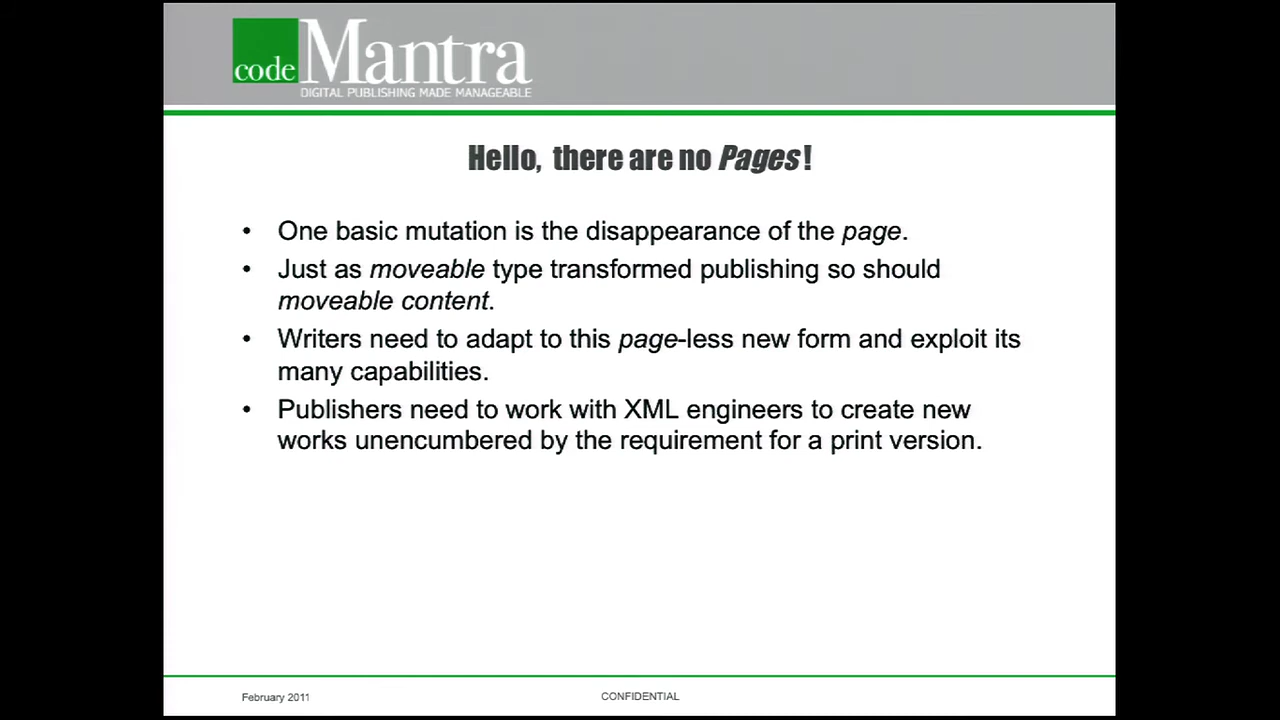 code Mantra
DIGITAL PUBLISHING MADE MANAGEABLE
Hello, there are no Pages!
• One basic mutation is the disappearance of the page.
• Just as moveable type transformed publishing so should
moveable content.
• Writers need to adapt to this page-less new form and exploit its
many capabilities.
• Publishers need to work with XML engineers to create new
works unencumbered by the requirement for a print version.
February 2011
CONFIDENTIAL